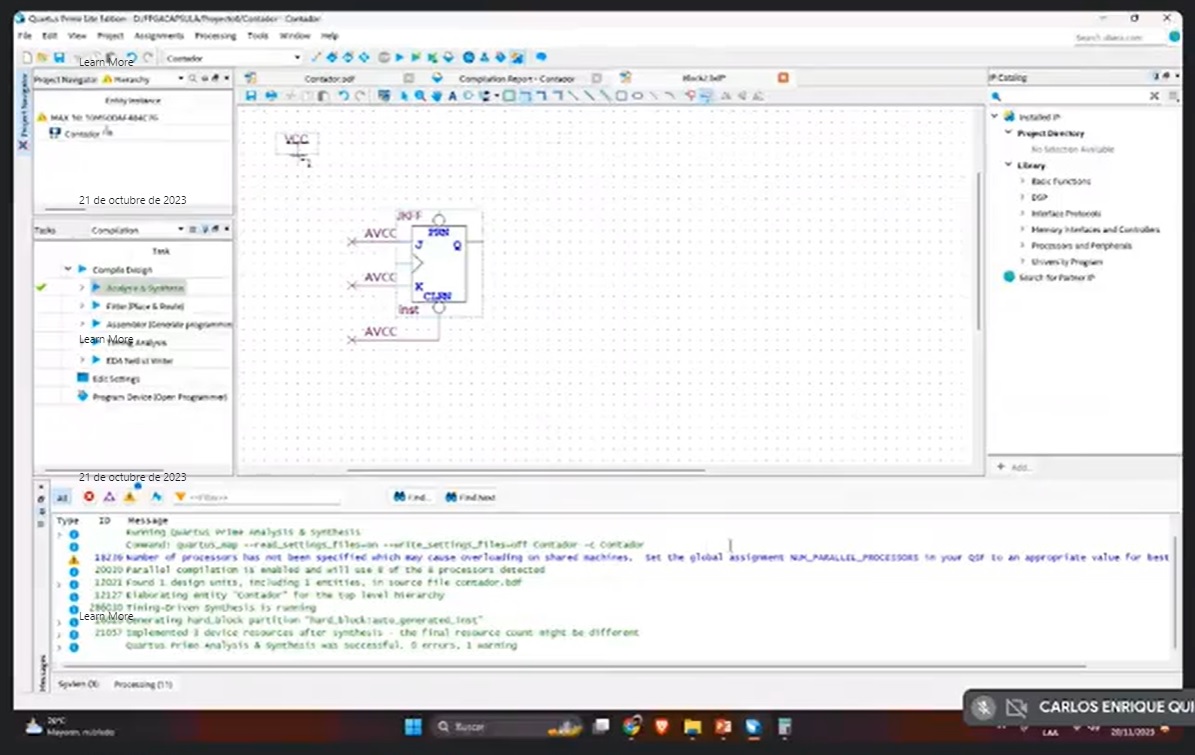 Quartus Prime Lite Edition - D:/FPGACAPSULA/Proyecto6/Contador - Contador
File Edit View Project Assignments Processing Tools Window Help
Search altera.com
Learn More
Contador
Project Navigator Hierarchy
Contador.bdf
Compilation Report - Contador
Block2.bdf*
IP Catalog
Project Navigator
Entity:Instance
Contador
21 de octubre de 2023
Tasks Compilation
Task
Compile Design
Analysis & Synthesis
Fitter (Place & Route)
Assembler (Generate programmin
Learn More
Timing Analysis
EDA Netlist Writer
Edit Settings
Program Device (Open Programmer)
21 de octubre de 2023
VCC
JKFF
AVCC
PRN
J
Q
AVCC
K
CLRN
inst
AVCC
Installed IP
Project Directory
No Selection Available
Library
Basic Functions
DSP
Interface Protocols
Memory Interfaces and Controllers
Processors and Peripherals
University Program
Search for Partner IP
Add...
All
<<Filter>>
Find...
Find Next
Type ID Message
Running Quartus Prime Analysis & Synthesis
Command: quartus_map --read_settings_files=on --write_settings_files=off Contador -c Contador
18236 Number of processors has not been specified which may cause overloading on shared machines. Set the global assignment NUM_PARALLEL_PROCESSORS in your QSF to an appropriate value for best
20030 Parallel compilation is enabled and will use 8 of the 8 processors detected
12021 Found 1 design units, including 1 entities, in source file contador.bdf
12127 Elaborating entity "Contador" for the top level hierarchy
286030 Timing-Driven Synthesis is running
Learn More
Generating hard_block partition "hard_block:auto_generated_inst"
21057 Implemented 3 device resources after synthesis - the final resource count might be different
Quartus Prime Analysis & Synthesis was successful. 0 errors, 1 warning
Messages
System (3) Processing (11)
CARLOS ENRIQUE QUI
Buscar
LAA